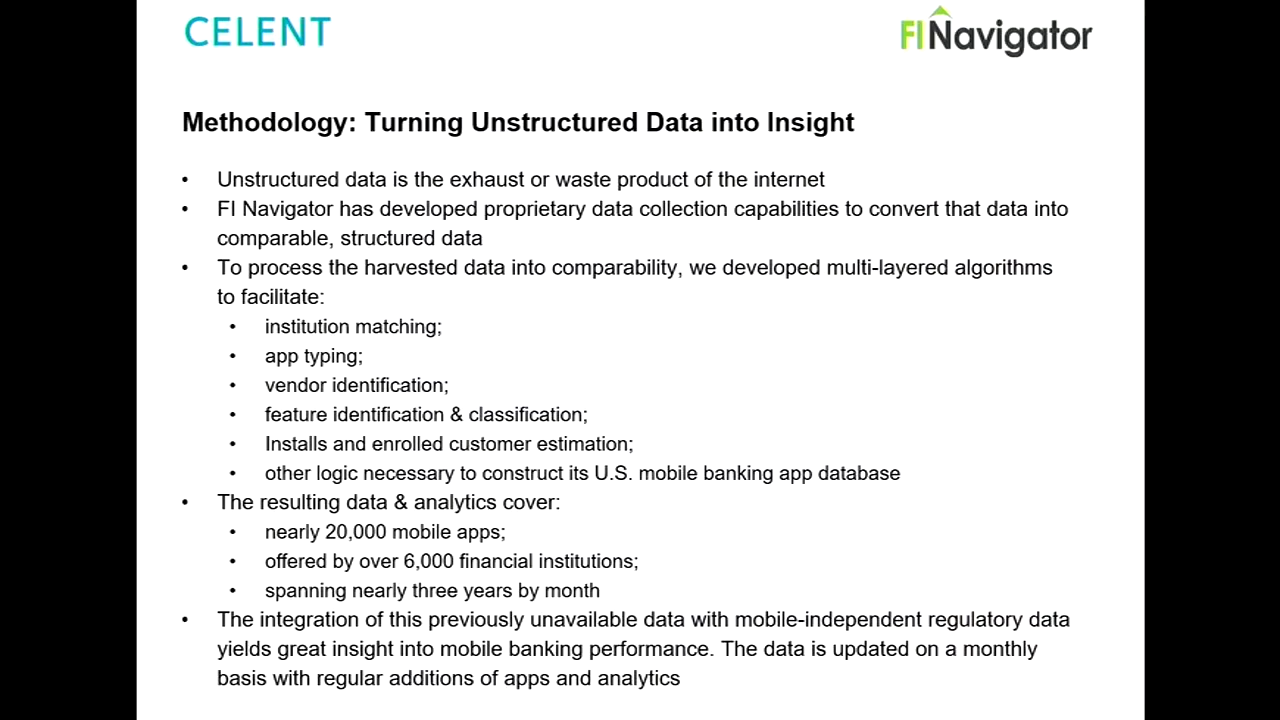 CELENT
FI Navigator
Methodology: Turning Unstructured Data into Insight
• Unstructured data is the exhaust or waste product of the internet
• FI Navigator has developed proprietary data collection capabilities to convert that data into
comparable, structured data
• To process the harvested data into comparability, we developed multi-layered algorithms
to facilitate:
• institution matching;
• app typing;
• vendor identification;
• feature identification & classification;
• Installs and enrolled customer estimation;
• other logic necessary to construct its U.S. mobile banking app database
• The resulting data & analytics cover:
• nearly 20,000 mobile apps;
• offered by over 6,000 financial institutions;
• spanning nearly three years by month
• The integration of this previously unavailable data with mobile-independent regulatory data
yields great insight into mobile banking performance. The data is updated on a monthly
basis with regular additions of apps and analytics